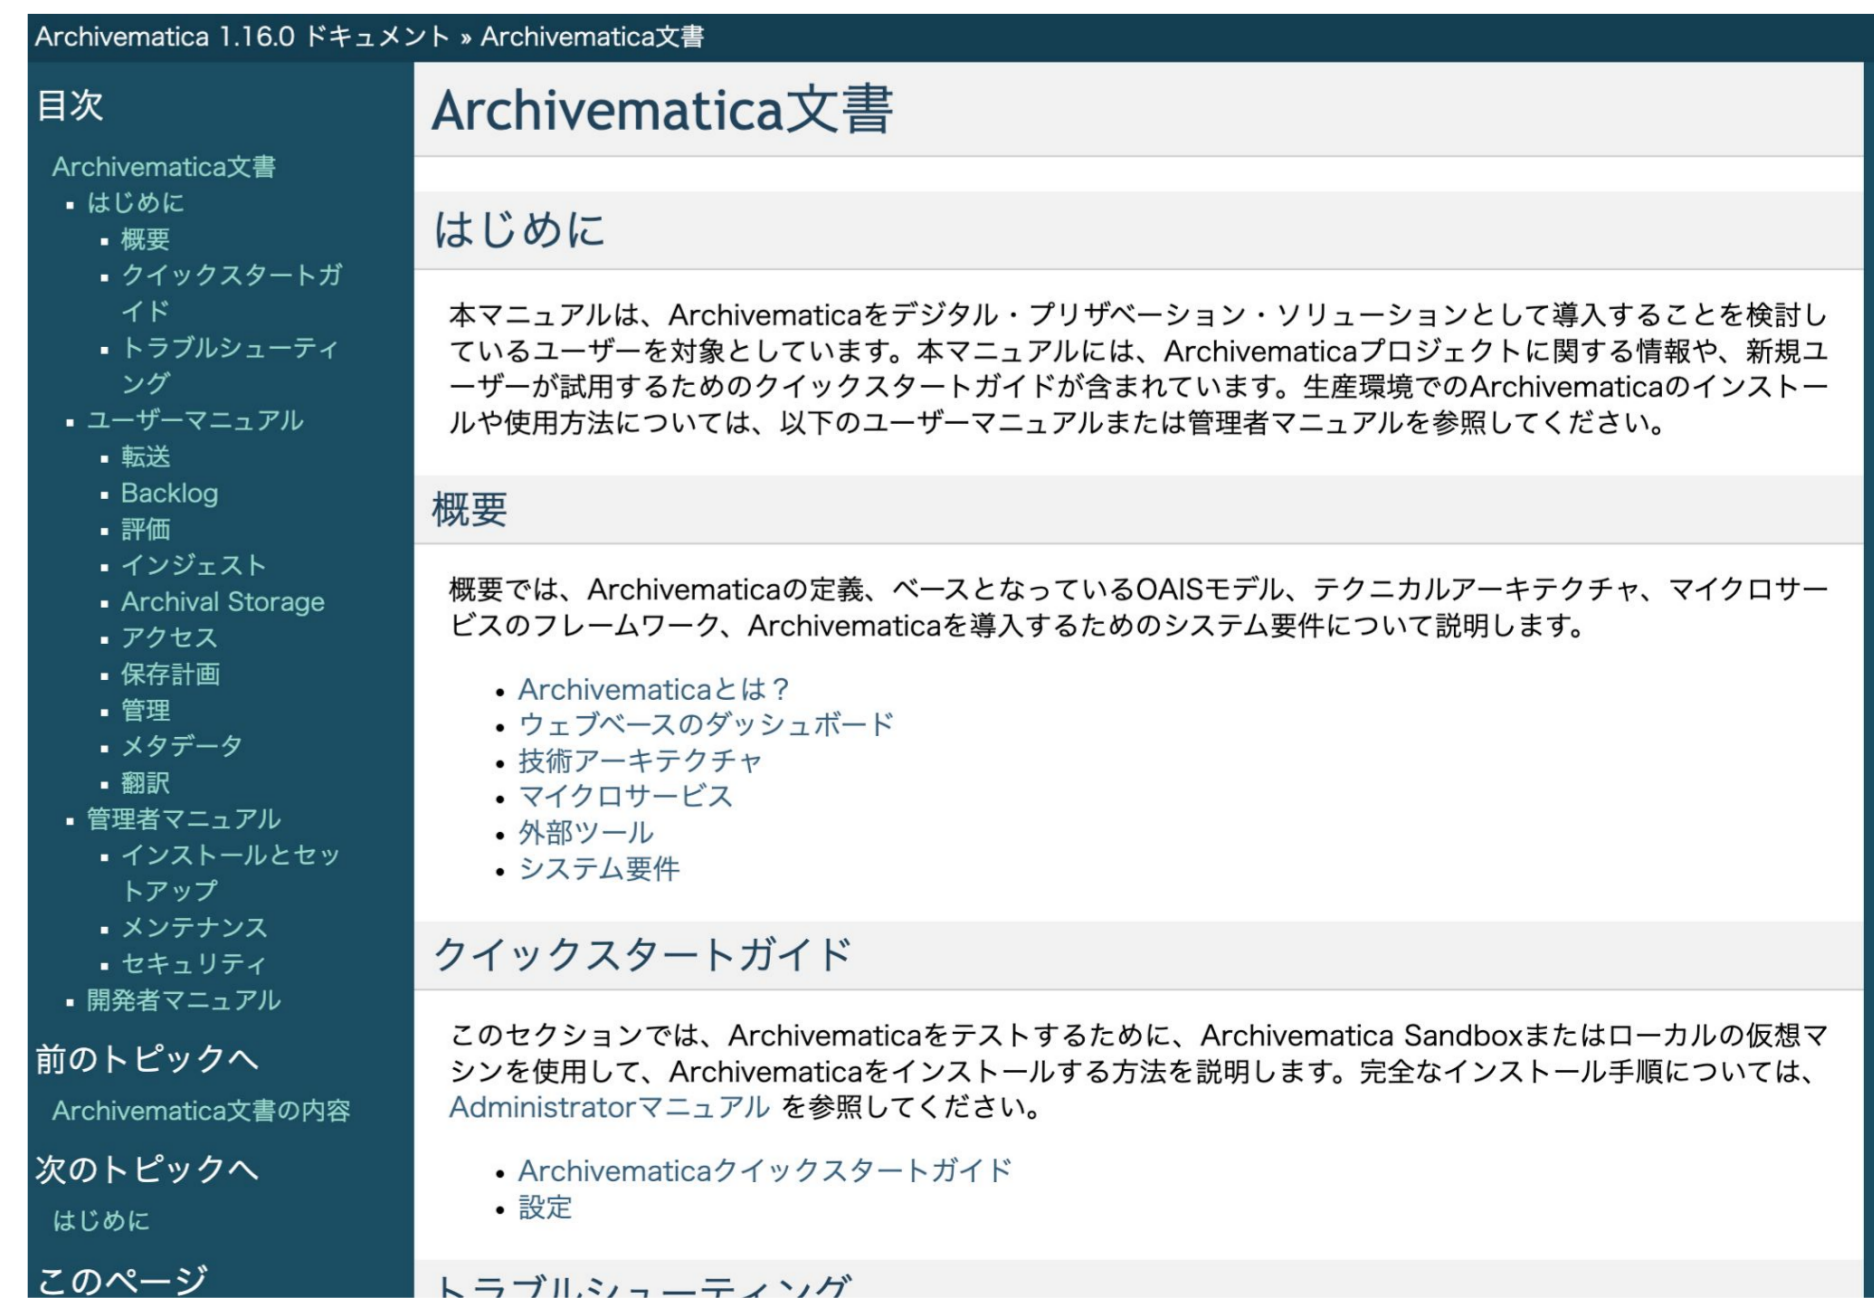 Archivematica 1.16.0 ドキュメント » Archivematica文書
目次
Archivematica文書
はじめに
概要
クイックスタートガ
イド
トラブルシューティ
ング
ユーザーマニュアル
転送
Backlog
評価
インジェスト
Archival Storage
アクセス
保存計画
管理
メタデータ
翻訳
管理者マニュアル
インストールとセッ
トアップ
メンテナンス
セキュリティ
開発者マニュアル
前のトピックへ
Archivematica文書の内容
次のトピックへ
はじめに
このページ
Archivematica文書
はじめに
本マニュアルは、Archivematicaをデジタル・プリザベーション・ソリューションとして導入することを検討し
ているユーザーを対象としています。本マニュアルには、Archivematicaプロジェクトに関する情報や、新規ユ
ーザーが試用するためのクイックスタートガイドが含まれています。生産環境でのArchivematicaのインストー
ルや使用方法については、以下のユーザーマニュアルまたは管理者マニュアルを参照してください。
概要
概要では、Archivematicaの定義、ベースとなっているOAISモデル、テクニカルアーキテクチャ、マイクロサー
ビスのフレームワーク、Archivematicaを導入するためのシステム要件について説明します。
• Archivematicaとは？
• ウェブベースのダッシュボード
• 技術アーキテクチャ
• マイクロサービス
• 外部ツール
• システム要件
クイックスタートガイド
このセクションでは、Archivematicaをテストするために、Archivematica Sandboxまたはローカルの仮想マ
シンを使用して、Archivematicaをインストールする方法を説明します。完全なインストール手順については、
Administratorマニュアル を参照してください。
• Archivematicaクイックスタートガイド
• 設定
トラブルシューティング